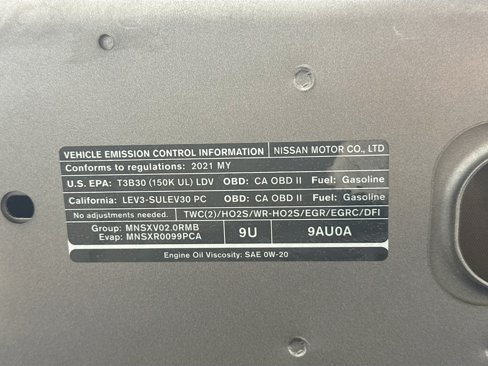 VEHICLE EMISSION CONTROL INFORMATION NISSAN MOTOR CO., LTD
Conforms to regulations: 2021 MY
U.S. EPA: T3B30 (150K UL) LDV OBD: CA OBD II Fuel: Gasoline
California: LEV3-SULEV30 PC OBD: CA OBD II Fuel: Gasoline
No adjustments needed. TWC(2)/HO2S/WR-HO2S/EGR/EGRC/DFI
Group: MNSXV02.0RMB
Evap: MNSXR0099PCA
9U 9AU0A
Engine Oil Viscosity: SAE 0W-20